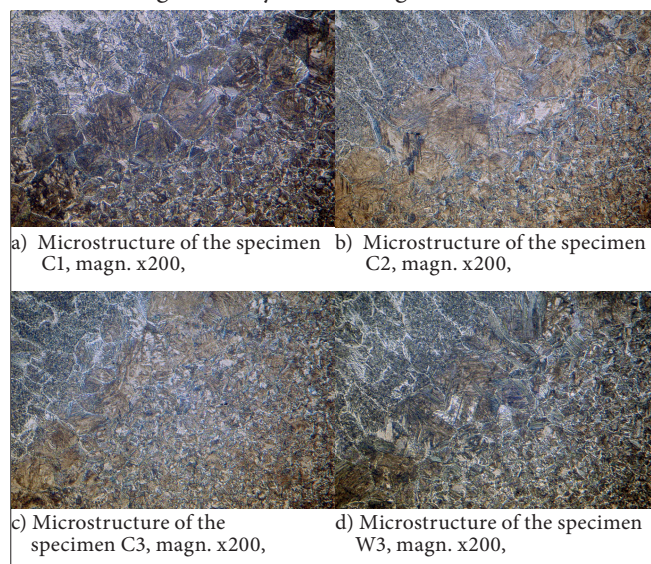 a) Microstructure of the specimen
C1, magn. x200,
b) Microstructure of the specimen
C2, magn. x200,
c) Microstructure of the
specimen C3, magn. x200,
d) Microstructure of the specimen
W3, magn. x200,